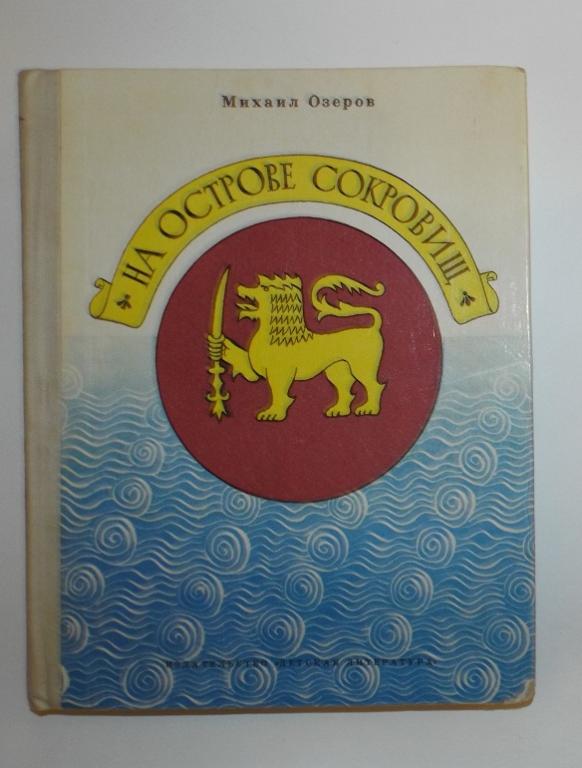 Михаил Озеров
НА ОСТРОВЕ СОКРОВИЩ
ИЗДАТЕЛЬСТВО «ДЕТСКАЯ ЛИТЕРАТУРА»